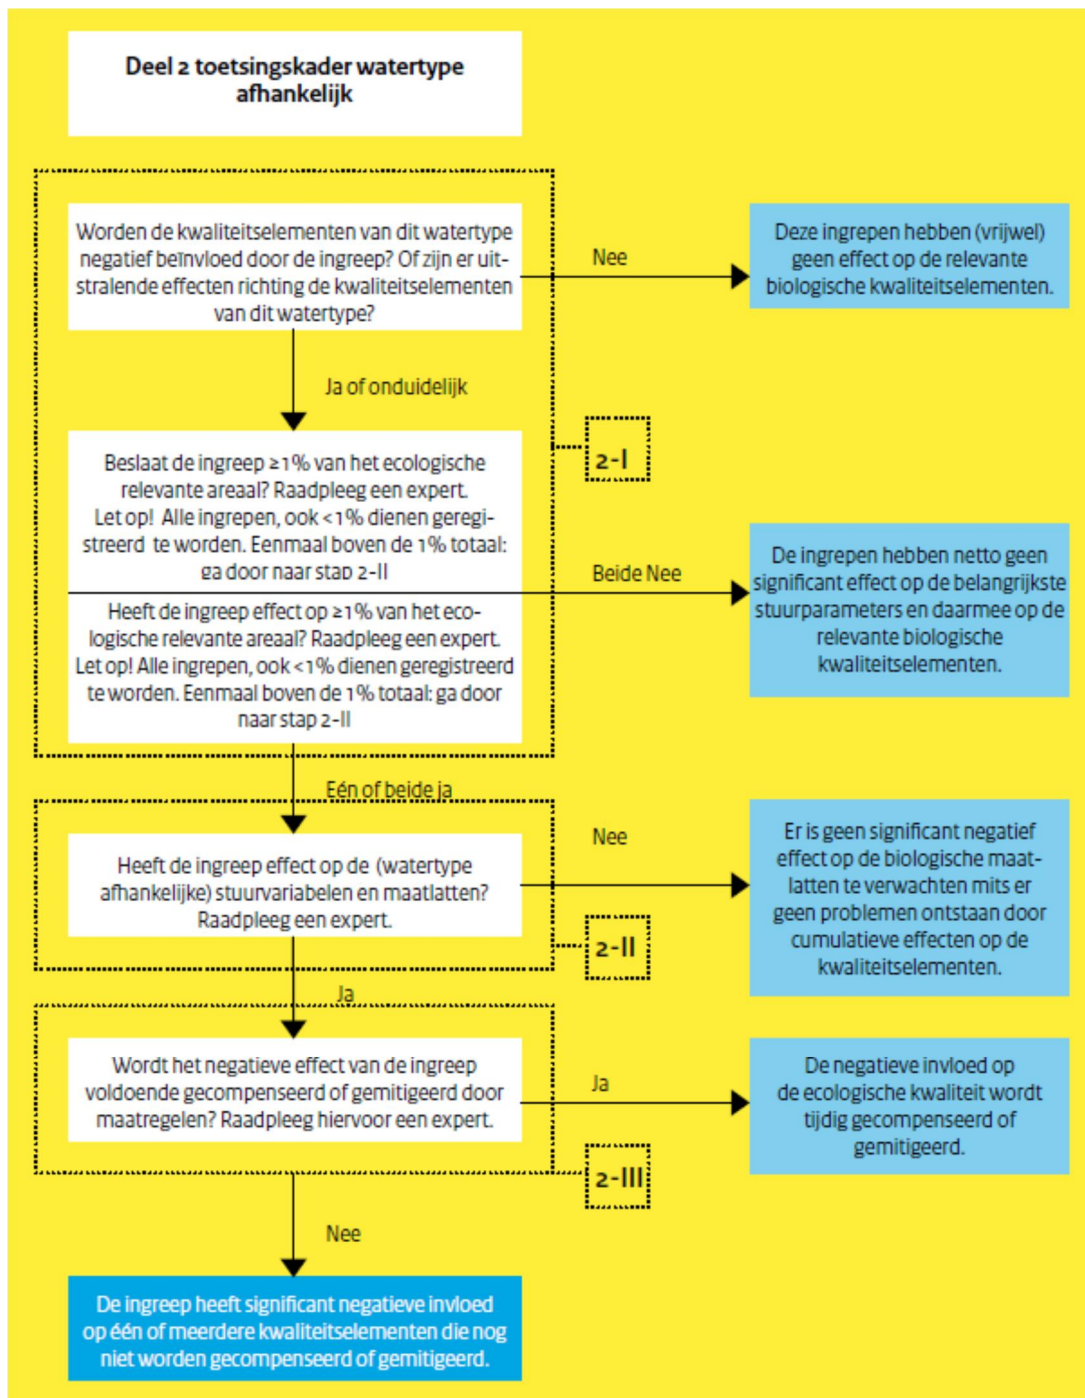 Deel 2 toetsingskader watertype
afhankelijk
Worden de kwaliteitselementen van dit watertype
negatief beïnvloed door de ingreep? Of zijn er uit-
stralende effecten richting de kwaliteitselementen
van dit watertype?
Nee
Deze ingrepen hebben (vrijwel)
geen effect op de relevante
biologische kwaliteitselementen.
Ja of onduidelijk
2-I
Beslaat de ingreep ≥1% van het ecologische
relevante areaal? Raadpleeg een expert.
Let op! Alle ingrepen, ook <1% dienen geregi-
streerd te worden. Eenmaal boven de 1% totaal:
ga door naar stap 2-II
Heeft de ingreep effect op ≥1% van het eco-
logische relevante areaal? Raadpleeg een expert.
Let op! Alle ingrepen, ook <1% dienen geregistreerd
te worden. Eenmaal boven de 1% totaal: ga door
naar stap 2-II
Beide Nee
De ingrepen hebben netto geen
significant effect op de belangrijkste
stuurparameters en daarmee op de
relevante biologische
kwaliteitselementen.
Eén of beide ja
Heeft de ingreep effect op de (watertype
afhankelijke) stuurvariabelen en maatlatten?
Raadpleeg een expert.
Nee
Er is geen significant negatief
effect op de biologische maat-
latten te verwachten mits er
geen problemen ontstaan door
cumulatieve effecten op de
kwaliteitselementen.
2-II
Ja
Wordt het negatieve effect van de ingreep
voldoende gecompenseerd of gemitigeerd door
maatregelen? Raadpleeg hiervoor een expert.
Ja
De negatieve invloed op
de ecologische kwaliteit wordt
tijdig gecompenseerd of
gemitigeerd.
2-III
Nee
De ingreep heeft significant negatieve invloed
op één of meerdere kwaliteitselementen die nog
niet worden gecompenseerd of gemitigeerd.